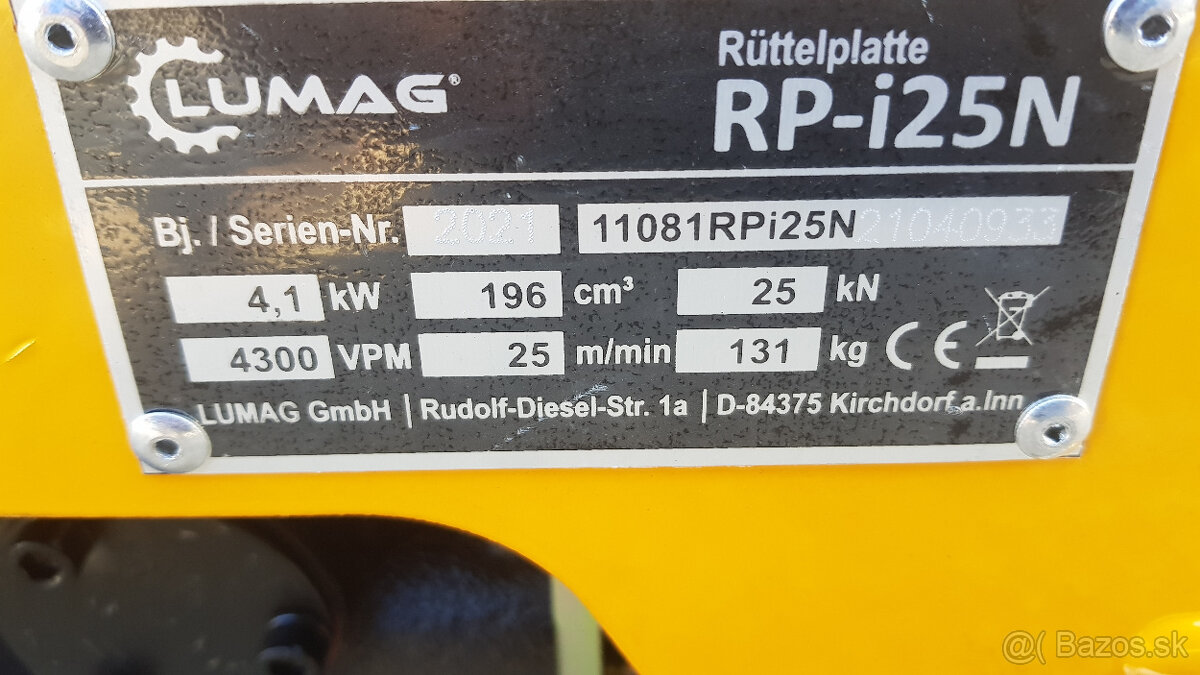 LUMAG®
Rüttelplatte
RP-i25N
Bj. / Serien-Nr. 2021 11081RPi25N21040933
4,1 kW 196 cm³ 25 kN
4300 VPM 25 m/min 131 kg CE
LUMAG GmbH | Rudolf-Diesel-Str. 1a | D-84375 Kirchdorf.a.Inn
@( Bazos.sk